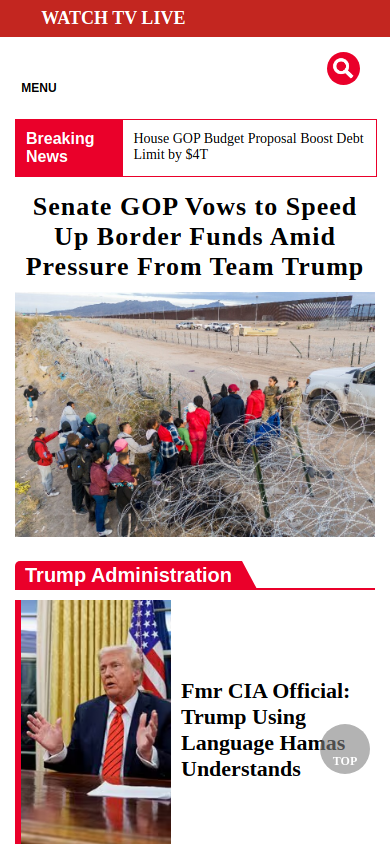 WATCH TV LIVE
MENU
Breaking
News
House GOP Budget Proposal Boost Debt
Limit by $4T
Senate GOP Vows to Speed
Up Border Funds Amid
Pressure From Team Trump
Trump Administration
Fmr CIA Official:
Trump Using
Language Hamas
Understands
TOP